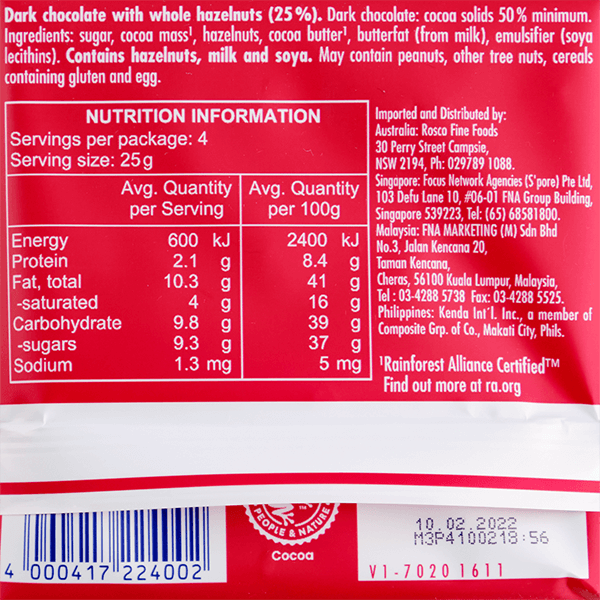 Dark chocolate with whole hazelnuts (25%). Dark chocolate: cocoa solids 50% minimum.
Ingredients: sugar, cocoa mass¹, hazelnuts, cocoa butter¹, butterfat (from milk), emulsifier (soya
lecithins). Contains hazelnuts, milk and soya. May contain peanuts, other tree nuts, cereals
containing gluten and egg.
NUTRITION INFORMATION
Servings per package: 4
Serving size: 25g
Avg. Quantity per Serving Avg. Quantity per 100g
Energy 600 kJ 2400 kJ
Protein 2.1 g 8.4 g
Fat, total 10.3 g 41 g
-saturated 4 g 16 g
Carbohydrate 9.8 g 39 g
-sugars 9.3 g 37 g
Sodium 1.3 mg 5 mg
Imported and Distributed by:
Australia: Rosco Fine Foods
30 Perry Street Campsie,
NSW 2194, Ph: 029789 1088.
Singapore: Focus Network Agencies (S'pore) Pte Ltd,
103 Defu Lane 10, #06-01 FNA Group Building,
Singapore 539223, Tel: (65) 68581800.
Malaysia: FNA MARKETING (M) Sdn Bhd
No.3, Jalan Kencana 20,
Taman Kencana,
Cheras, 56100 Kuala Lumpur, Malaysia,
Tel : 03-4288 5738 Fax: 03-4288 5525.
Philippines: Kenda Int´l. Inc., a member of
Composite Grp. of Co., Makati City, Phils.
¹Rainforest Alliance Certified™
Find out more at ra.org
PEOPLE & NATURE
TM
Cocoa
4 000417 224002
10.02.2022
M3P4100213:56
V1-7020 1611